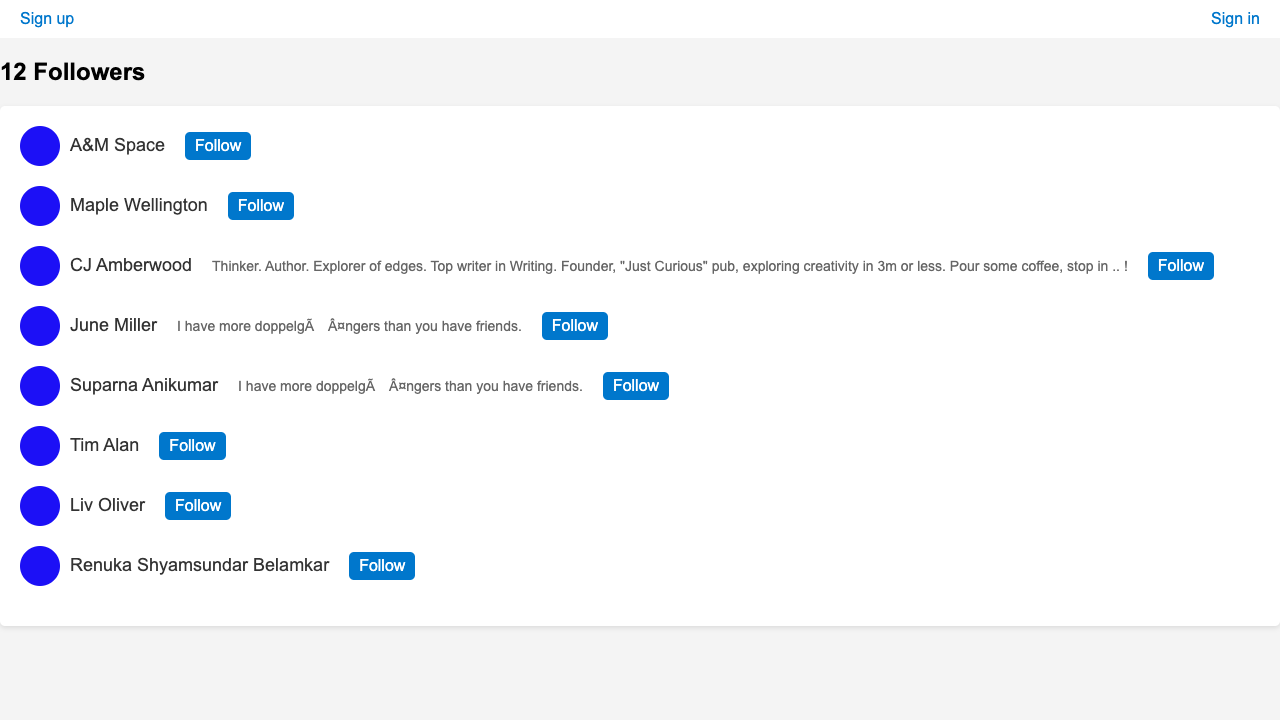 Sign up Sign in
12 Followers
A&M Space Follow
Maple Wellington Follow
CJ Amberwood Thinker. Author. Explorer of edges. Top writer in Writing. Founder, "Just Curious" pub, exploring creativity in 3m or less. Pour some coffee, stop in .. ! Follow
June Miller I have more doppelgÃ Â¤ngers than you have friends. Follow
Suparna Anikumar I have more doppelgÃ Â¤ngers than you have friends. Follow
Tim Alan Follow
Liv Oliver Follow
Renuka Shyamsundar Belamkar Follow